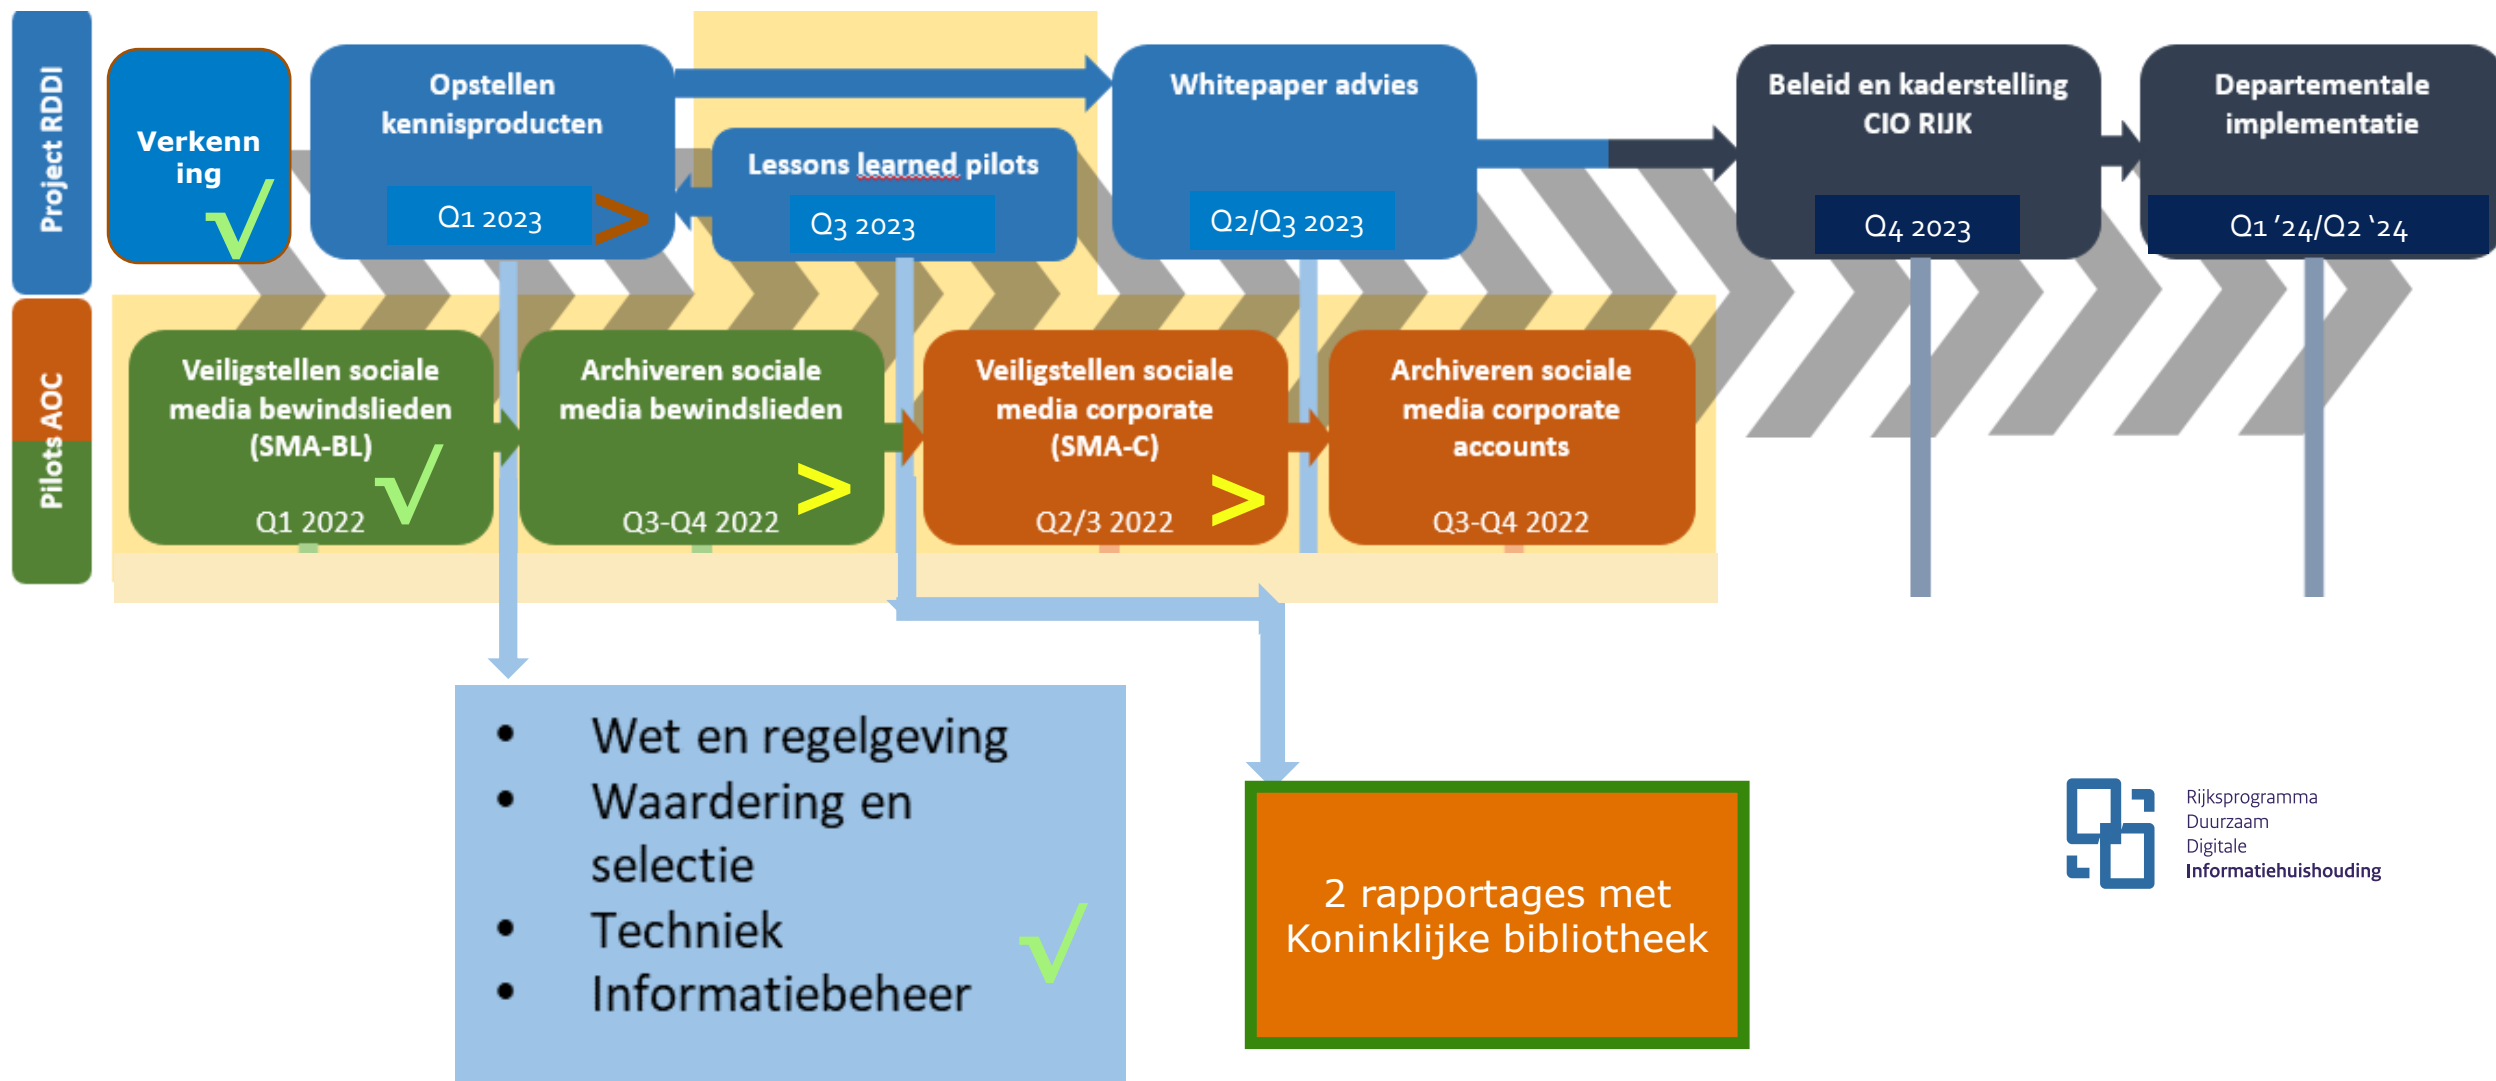 Project RDDI
Verkenn
ing
√
Opstellen
kennisproducten
Q1 2023
>
Lessons learned pilots
Q3 2023
Whitepaper advies
Q2/Q3 2023
Beleid en kaderstelling
CIO RIJK
Q4 2023
Departementale
implementatie
Q1 ’24/Q2 ‘24
Pilots AOC
Veiligstellen sociale
media bewindslieden
(SMA-BL)
√
Q1 2022
Archiveren sociale
media bewindslieden
>
Q3-Q4 2022
Veiligstellen sociale
media corporate
(SMA-C)
>
Q2/3 2022
Archiveren sociale
media corporate
accounts
Q3-Q4 2022
• Wet en regelgeving
• Waardering en
selectie
• Techniek
• Informatiebeheer
√
2 rapportages met
Koninklijke bibliotheek
Rijksprogramma
Duurzaam
Digitale
Informatiehuishouding